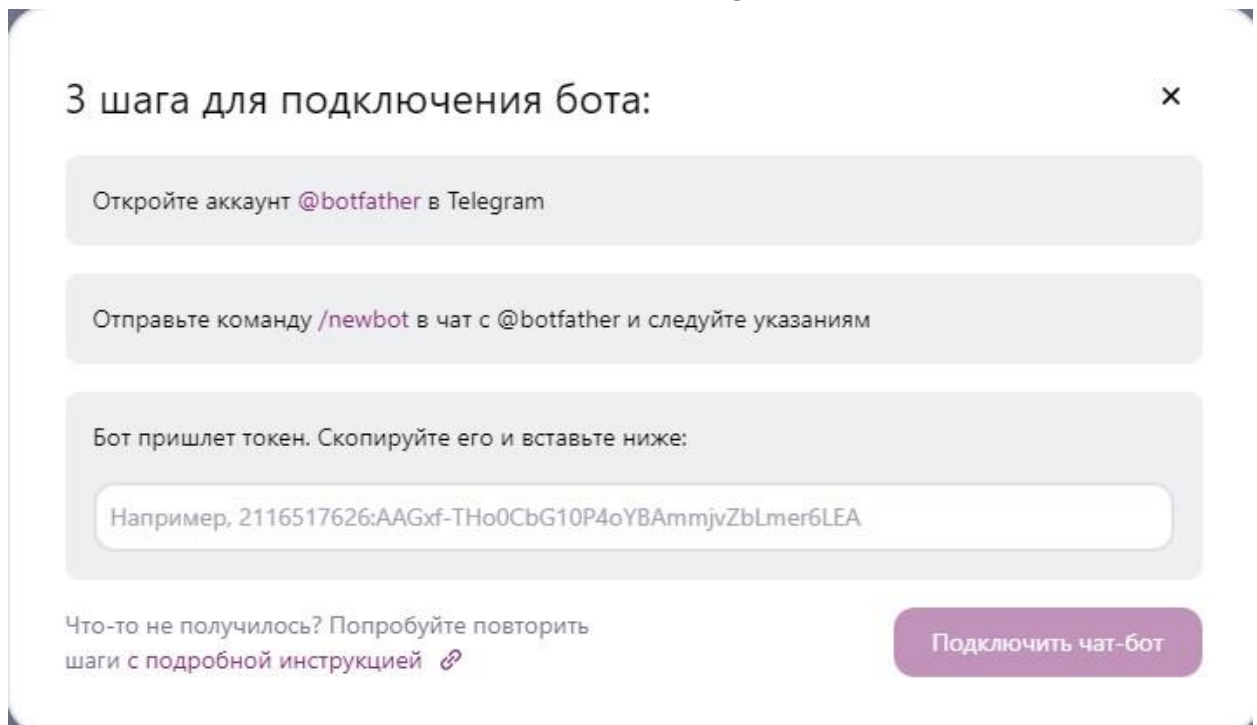 3 шага для подключения бота:
Откройте аккаунт @botfather в Telegram
Отправьте команду /newbot в чат с @botfather и следуйте указаниям
Бот пришлет токен. Скопируйте его и вставьте ниже:
Например, 2116517626:AAGxf-THo0CbG10P4oYBAmmjvZbLmer6LEA
Что-то не получилось? Попробуйте повторить
шаги с подробной инструкцией
Подключить чат-бот